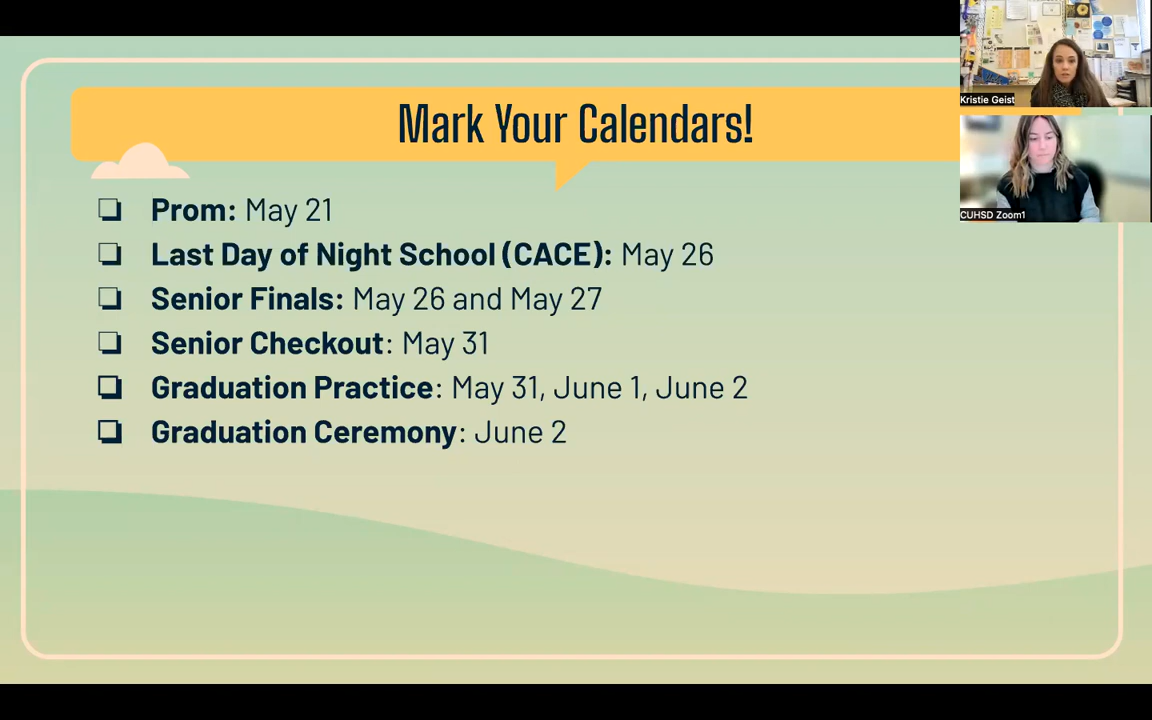 Mark Your Calendars!
Kristie Geist
CUHSD Zoom1
Prom: May 21
Last Day of Night School (CACE): May 26
Senior Finals: May 26 and May 27
Senior Checkout: May 31
Graduation Practice: May 31, June 1, June 2
Graduation Ceremony: June 2